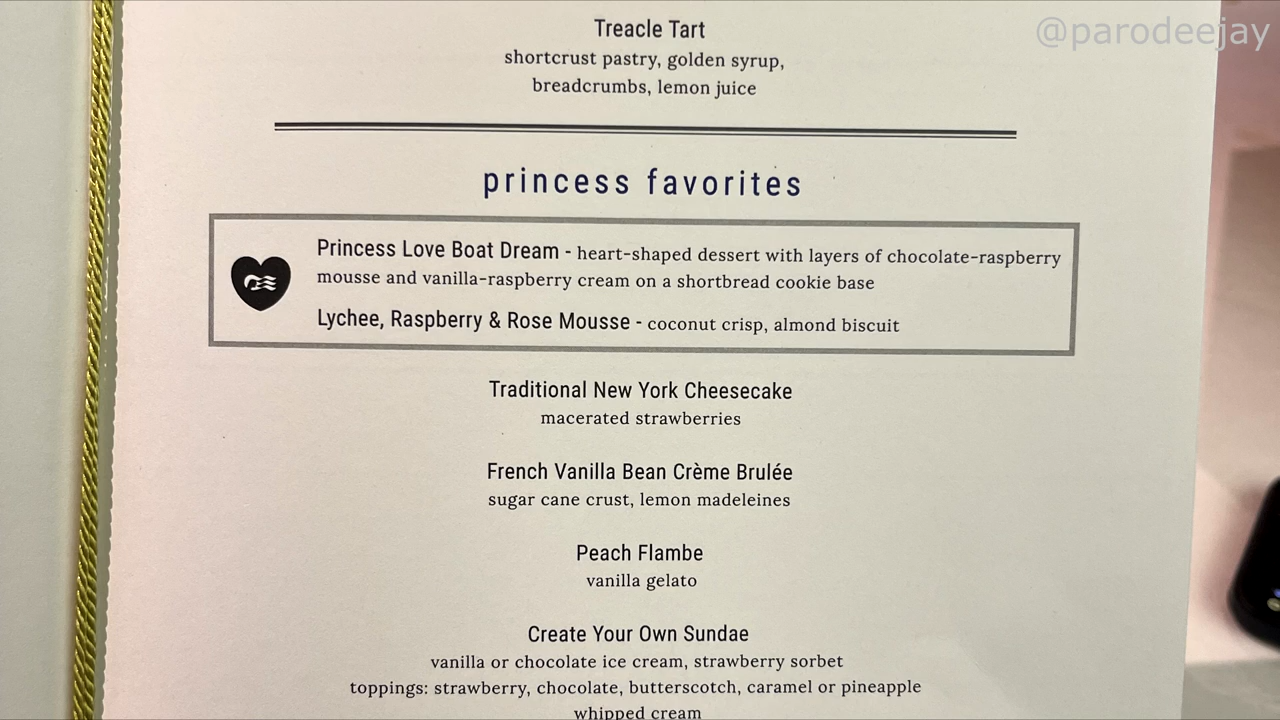 @parodeejay
Treacle Tart
shortcrust pastry, golden syrup,
breadcrumbs, lemon juice
princess favorites
Princess Love Boat Dream - heart-shaped dessert with layers of chocolate-raspberry
mousse and vanilla-raspberry cream on a shortbread cookie base
Lychee, Raspberry & Rose Mousse - coconut crisp, almond biscuit
Traditional New York Cheesecake
macerated strawberries
French Vanilla Bean Crème Brulée
sugar cane crust, lemon madeleines
Peach Flambe
vanilla gelato
Create Your Own Sundae
vanilla or chocolate ice cream, strawberry sorbet
toppings: strawberry, chocolate, butterscotch, caramel or pineapple
whipped cream